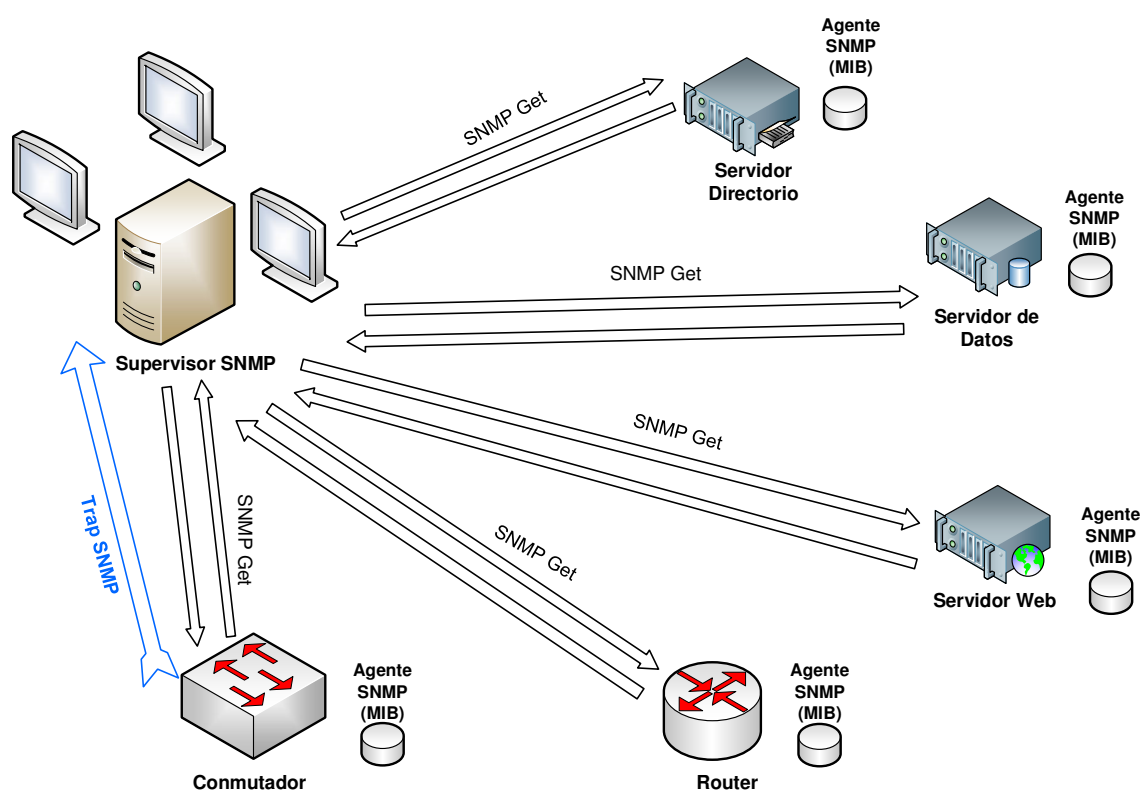 Agente
SNMP
(MIB)
SNMP Get
Servidor
Directorio
Agente
SNMP
(MIB)
SNMP Get
Servidor de
Datos
Supervisor SNMP
SNMP Get
Agente
SNMP
(MIB)
Servidor Web
Trap SNMP
SNMP Get
SNMP Get
Agente
SNMP
(MIB)
Conmutador
Agente
SNMP
(MIB)
Router